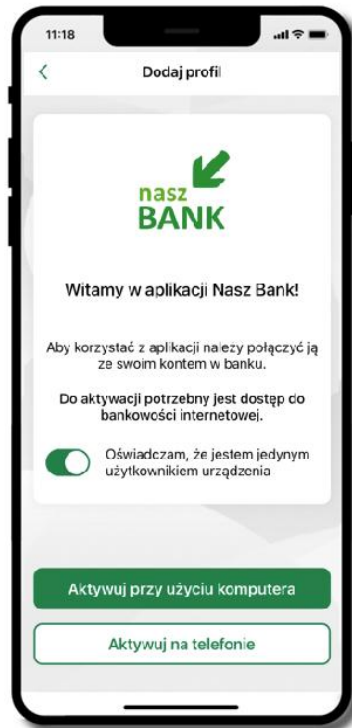 11:18
Dodaj profil
nasz
BANK
Witamy w aplikacji Nasz Bank!
Aby korzystać z aplikacji należy połączyć ją
ze swoim kontem w banku.
Do aktywacji potrzebny jest dostęp do
bankowości internetowej.
Oświadczam, że jestem jedynym
użytkownikiem urządzenia
Aktywuj przy użyciu komputera
Aktywuj na telefonie